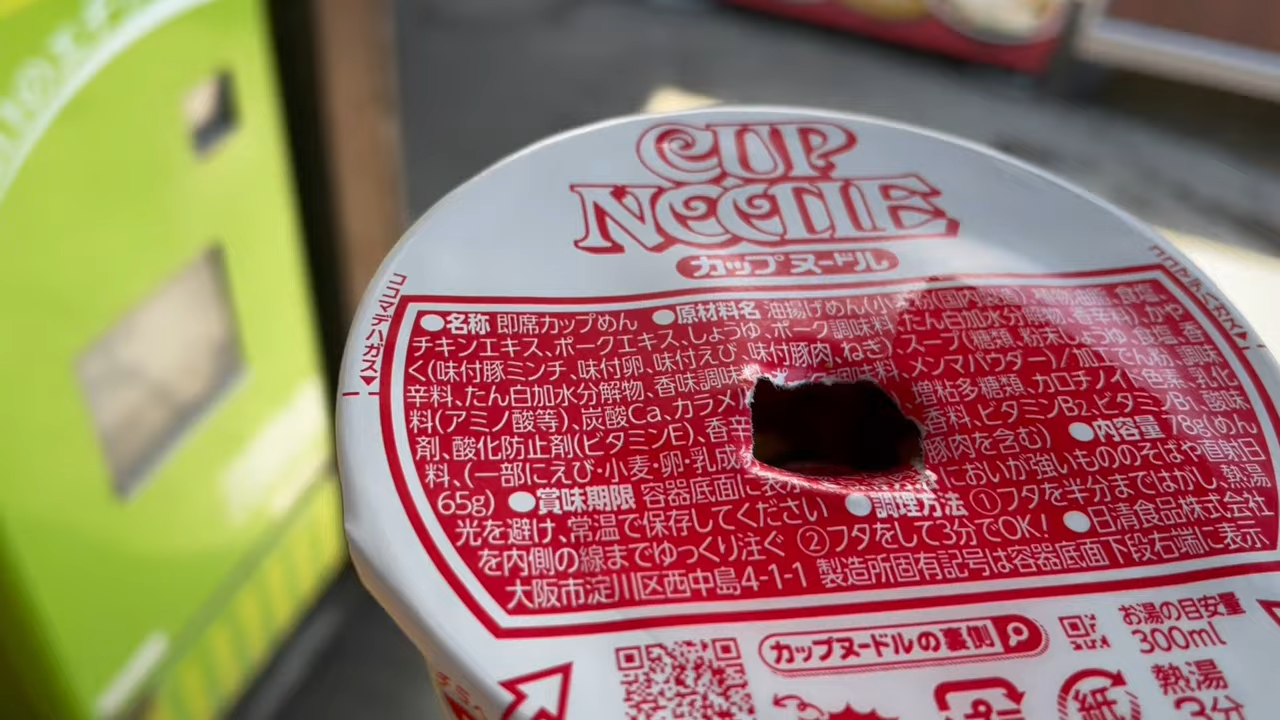 CUP
NOODLE
カップヌードル
ココマデハガス
●名称 即席カップめん ●原材料名 油揚げめん(小 粉(国内製造)、植物油脂、食塩、
チキンエキス、ポークエキス、しょうゆ、ポーク調味料、たん白加水分解物、香辛料)、かや
く(味付豚ミンチ、味付卵、味付えび、味付豚肉、ねぎ)、スープ(糖類、粉末しょうゆ、食塩、香
辛料、たん白加水分解物、香味調味 調味料、メンマパウダー)/加工でん粉、調味
料(アミノ酸等)、炭酸Ca、カラメル 増粘多糖類、カロチノイド色素、乳化
剤、酸化防止剤(ビタミンE)、香辛 香料、ビタミンB2、ビタミンB1、酸味
料、(一部にえび・小麦・卵・乳成 豚肉を含む) ●内容量 78g(めん
65g) ●賞味期限 容器底面に表 においが強いもののそばや直射日
光を避け、常温で保存してください ●調理方法 ①フタを半分まではがし、熱湯
を内側の線までゆっくり注ぐ ②フタをして3分でOK! ●日清食品株式会社
大阪市淀川区西中島4-1-1 製造所固有記号は容器底面下段右端に表示
カップヌードルの裏側
お湯の目安量
300ml
熱湯
3分
紙